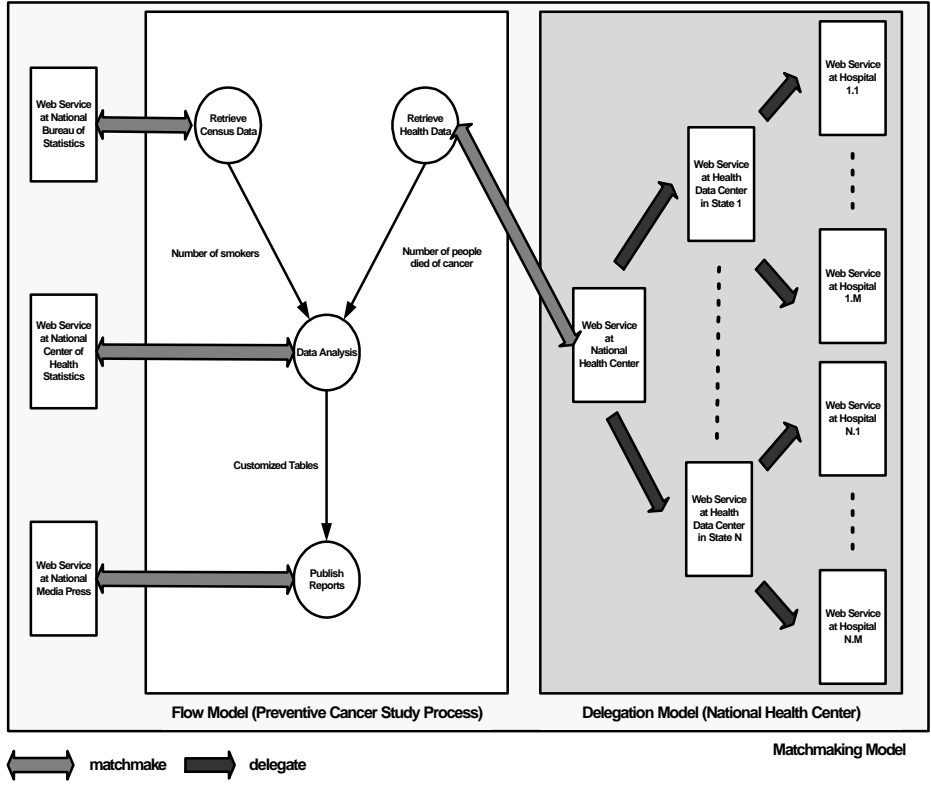 Web Service
at National
Bureau of
Statistics
Retrieve
Census Data
Retrieve
Health Data
Number of smokers
Number of people
died of cancer
Web Service
at National
Center of
Health
Statistics
Data Analysis
Customized Tables
Web Service
at National
Media Press
Publish
Reports
Flow Model (Preventive Cancer Study Process)
Web Service
at
National
Health Center
Web Service
at Health
Data Center
in State 1
Web Service
at Health
Data Center
in State N
Web Service
at Hospital
1.1
Web Service
at Hospital
1.M
Web Service
at Hospital
N.1
Web Service
at Hospital
N.M
Delegation Model (National Health Center)
Matchmaking Model
matchmake
delegate